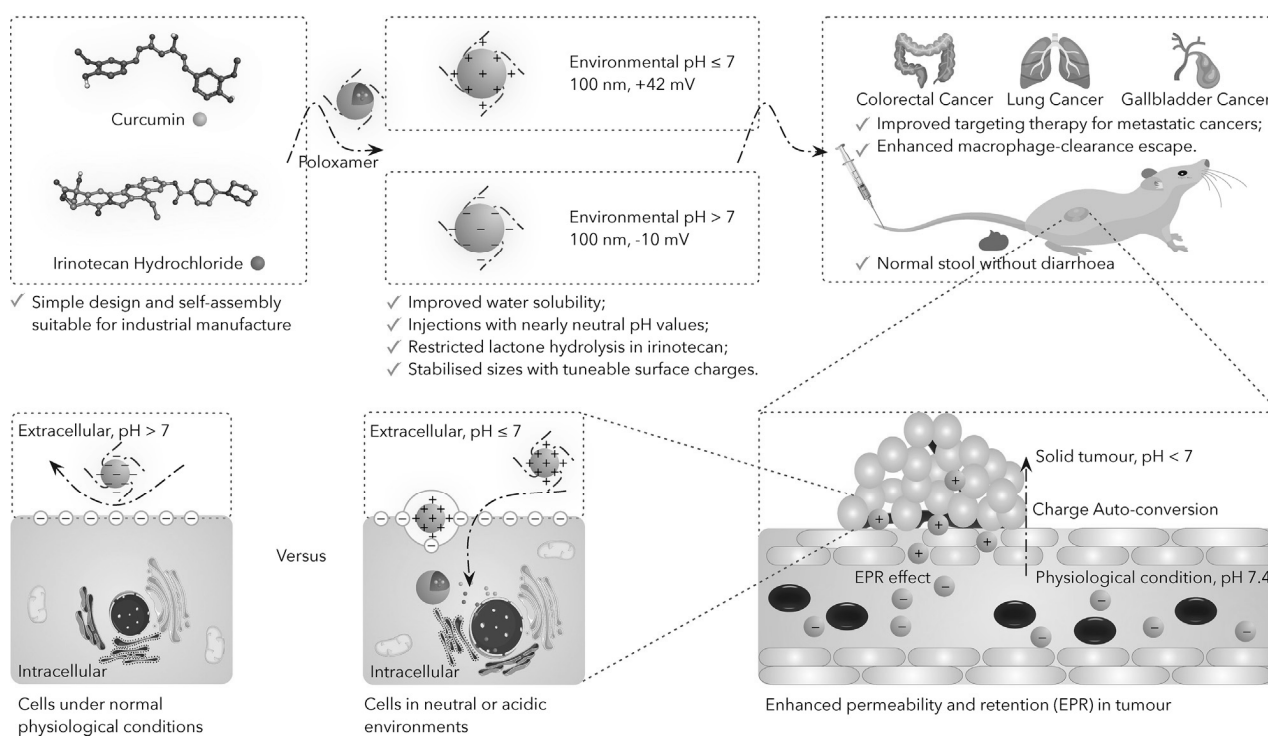 Curcumin
Irinotecan Hydrochloride
✓ Simple design and self-assembly
suitable for industrial manufacture
Poloxamer
Environmental pH ≤ 7
100 nm, +42 mV
Environmental pH > 7
100 nm, -10 mV
✓ Improved water solubility;
✓ Injections with nearly neutral pH values;
✓ Restricted lactone hydrolysis in irinotecan;
✓ Stabilised sizes with tuneable surface charges.
Colorectal Cancer
Lung Cancer
Gallbladder Cancer
✓ Improved targeting therapy for metastatic cancers;
✓ Enhanced macrophage-clearance escape.
✓ Normal stool without diarrhoea
Extracellular, pH > 7
Intracellular
Cells under normal
physiological conditions
Versus
Extracellular, pH ≤ 7
Intracellular
Cells in neutral or acidic
environments
Solid tumour, pH < 7
Charge Auto-conversion
EPR effect
Physiological condition, pH 7.4
Enhanced permeability and retention (EPR) in tumour